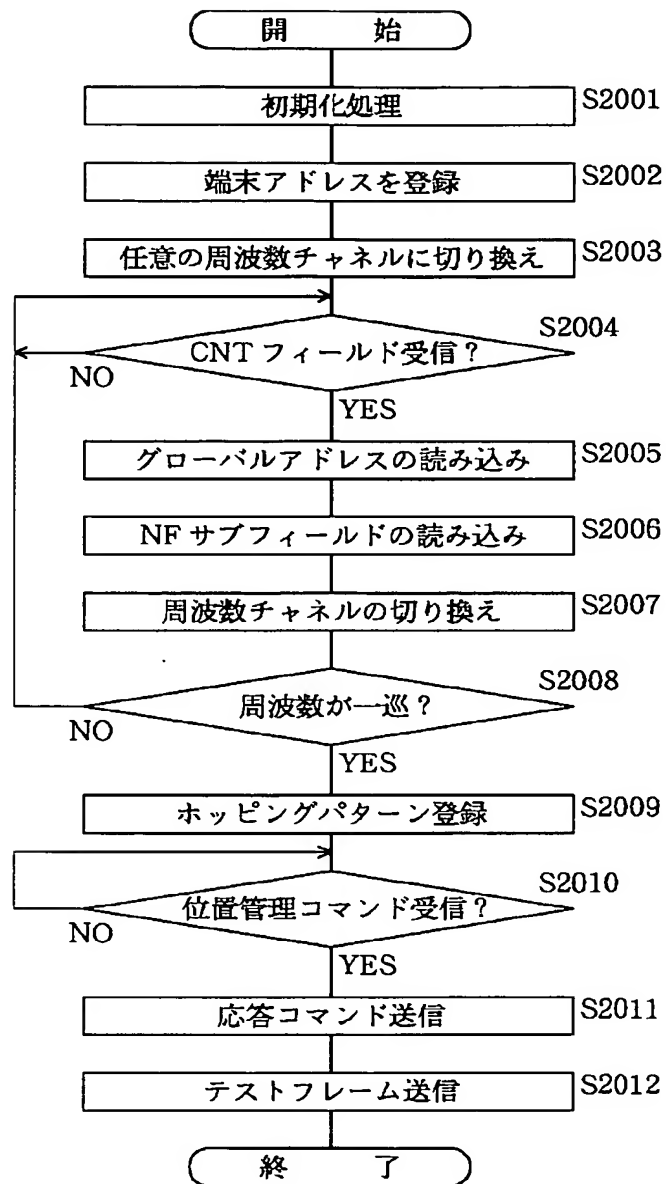 開 始
初期化処理 S2001
端末アドレスを登録 S2002
任意の周波数チャネルに切り換え S2003
S2004
CNT フィールド受信？
NO
YES
グローバルアドレスの読み込み S2005
NF サブフィールドの読み込み S2006
周波数チャネルの切り換え S2007
S2008
周波数が一巡？
NO
YES
ホッピングパターン登録 S2009
S2010
位置管理コマンド受信？
NO
YES
応答コマンド送信 S2011
テストフレーム送信 S2012
終 了